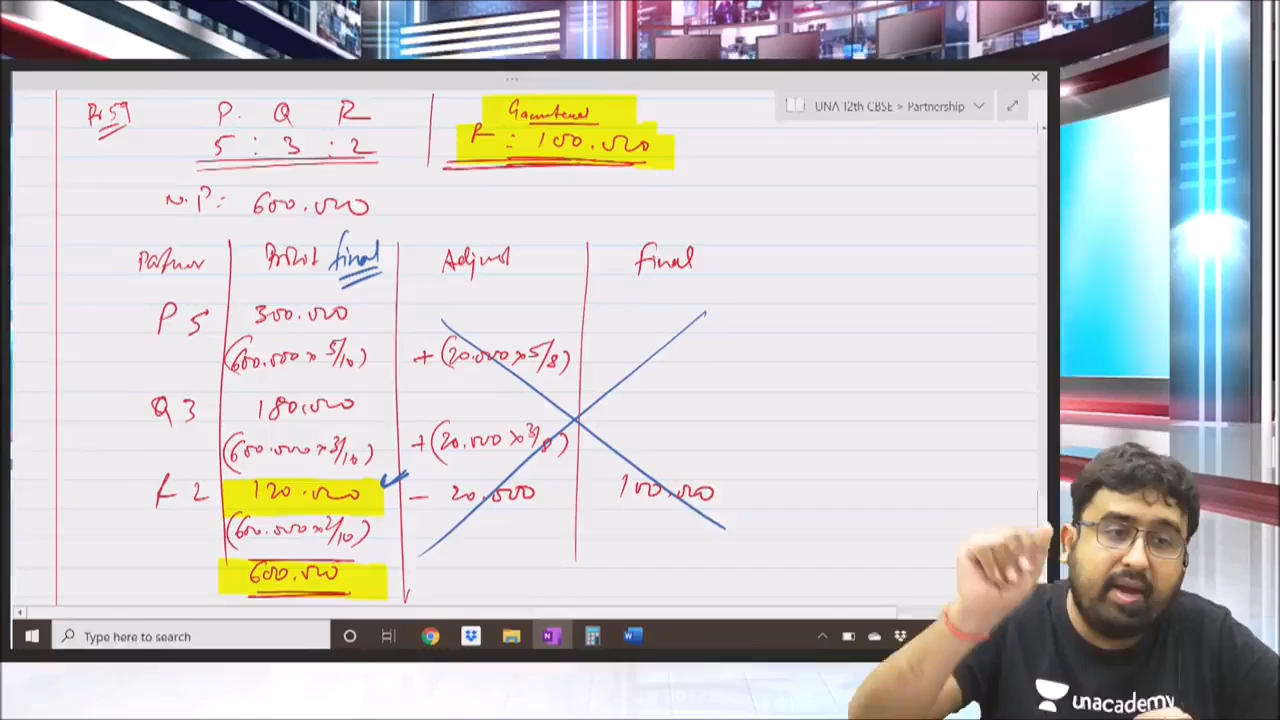 UNA 12th CBSE > Partnership
P. Q R
5 : 3 : 2
Guaranteed
R = 100.000
N.P: 600.000
Partner Profit final Adjust Final
P 5 300.000
(600.000 × 5/10) +(20.000 × 5/8)
Q 3 180.000
(600.000 × 3/10) +(20.000 × 3/8)
R 2 120.000 - 20.000 100.000
(600.000 × 2/10)
600.000
Type here to search
unacademy